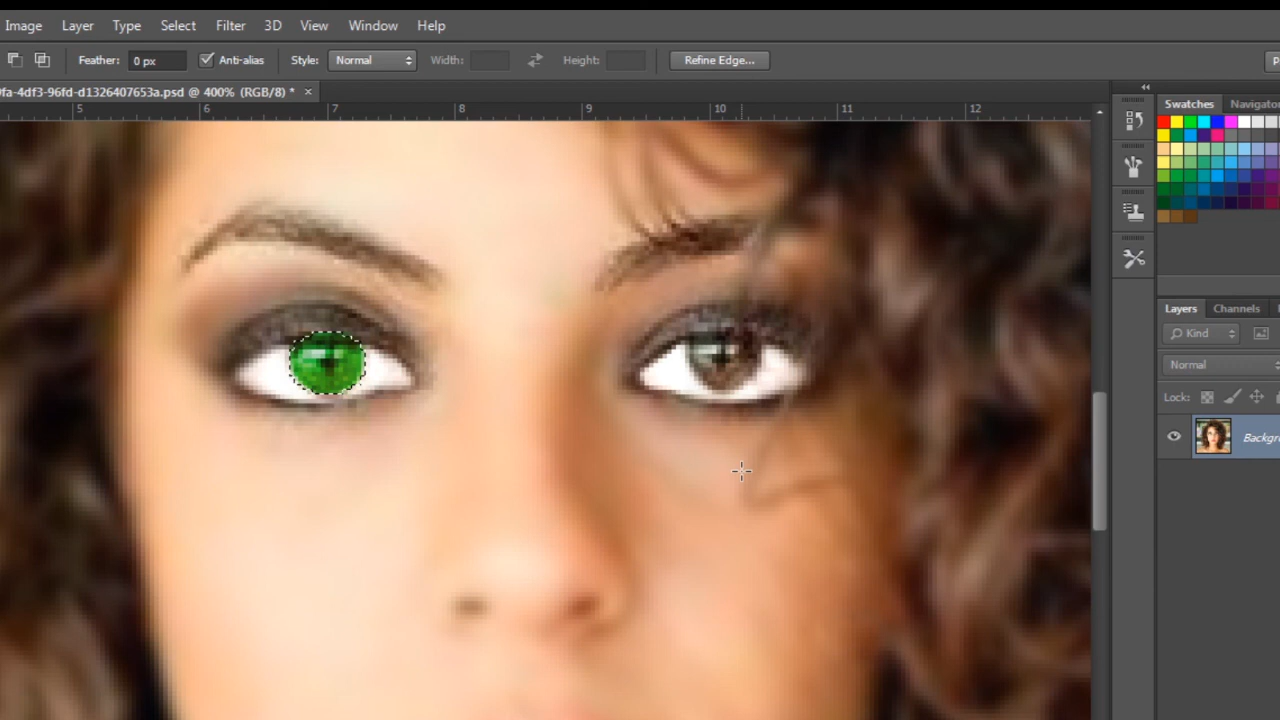 Image Layer Type Select Filter 3D View Window Help
Feather: 0 px Anti-alias Style: Normal Width: Height: Refine Edge...
fa-4df3-96fd-d1326407653a.psd @ 400% (RGB/8) * ×
5 6 7 8 9 10 11 12
Swatches Navigator
Layers Channels
Kind
Normal
Lock:
Backgr